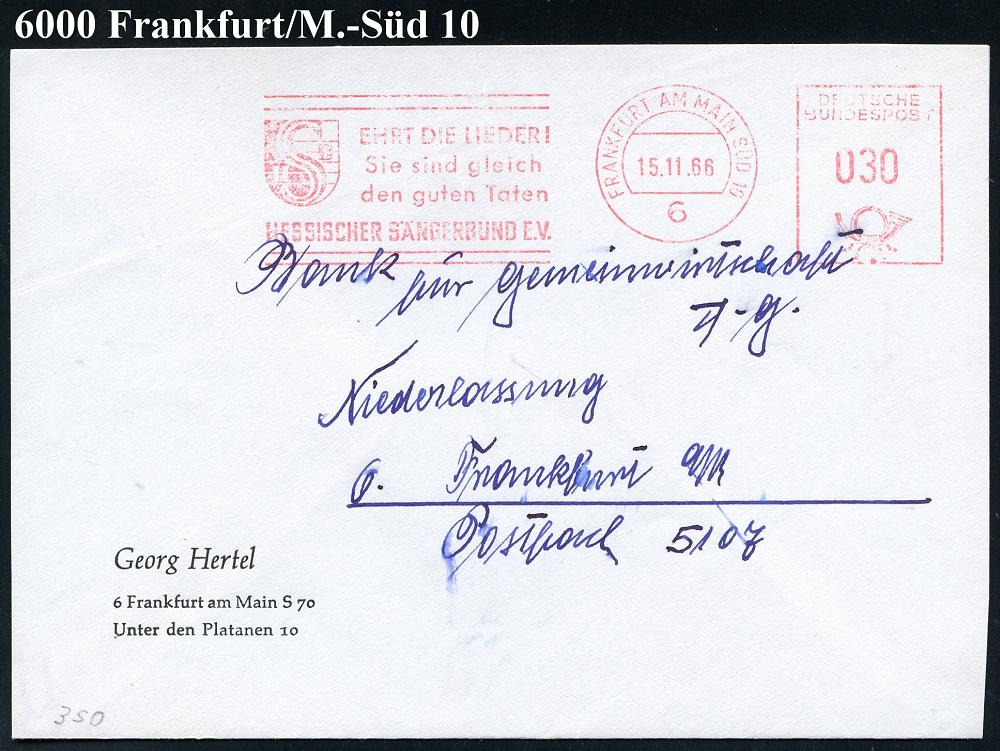 6000 Frankfurt/M.-Süd 10
EHRT DIE LIEDER!
Sie sind gleich
den guten Taten
HESSISCHER SÄNGERBUND E.V.
FRANKFURT AM MAIN SÜD 10
15.11.66
6
DEUTSCHE
BUNDESPOST
030
Bank für Gemeinwirtschaft
A-G.
Niederlassung
6. Frankfurt a/M
Postfach 5107
Georg Hertel
6 Frankfurt am Main S 70
Unter den Platanen 10
350